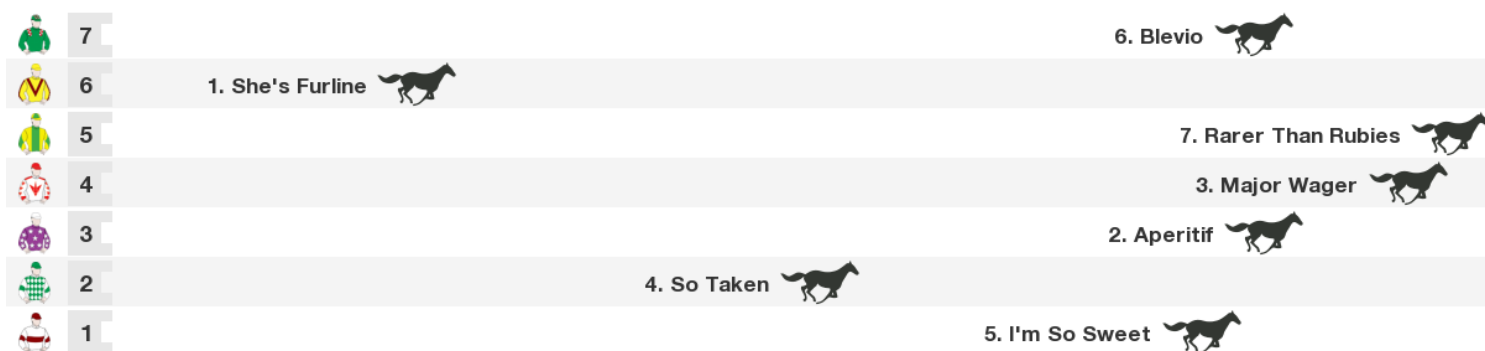 7 6. Blevio
6 1. She's Furline
5 7. Rarer Than Rubies
4 3. Major Wager
3 2. Aperitif
2 4. So Taken
1 5. I'm So Sweet